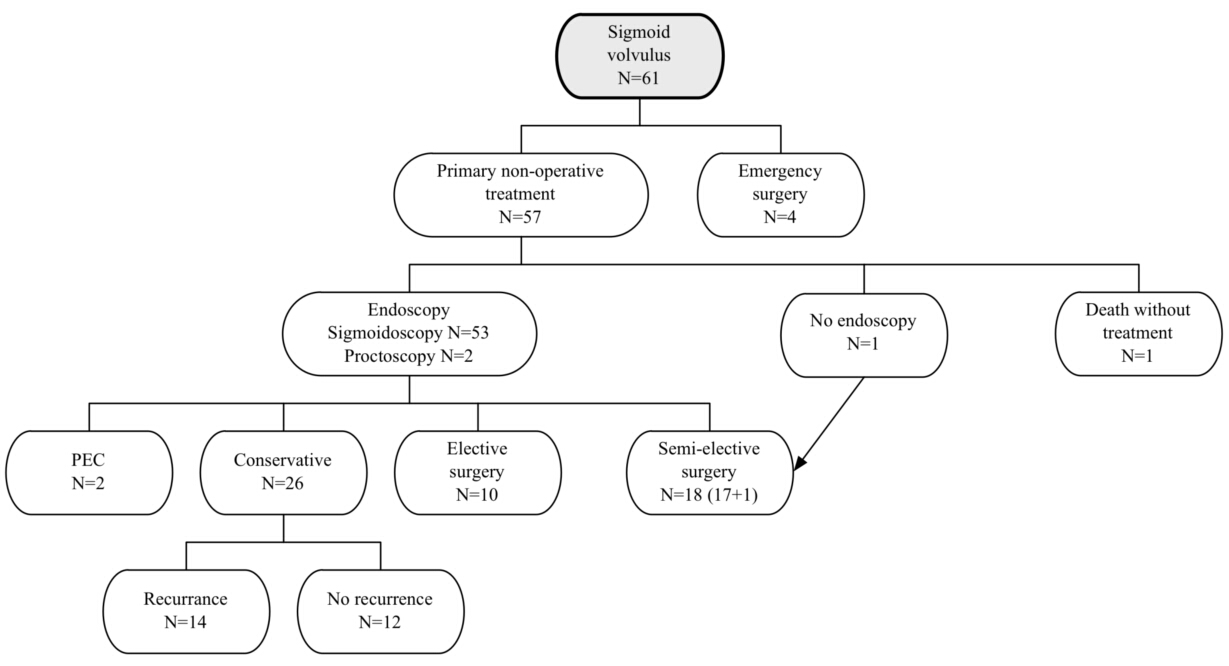 Sigmoid
volvulus
N=61
Primary non-operative
treatment
N=57
Emergency
surgery
N=4
Endoscopy
Sigmoidoscopy N=53
Proctoscopy N=2
No endoscopy
N=1
Death without
treatment
N=1
PEC
N=2
Conservative
N=26
Elective
surgery
N=10
Semi-elective
surgery
N=18 (17+1)
Recurrance
N=14
No recurrence
N=12